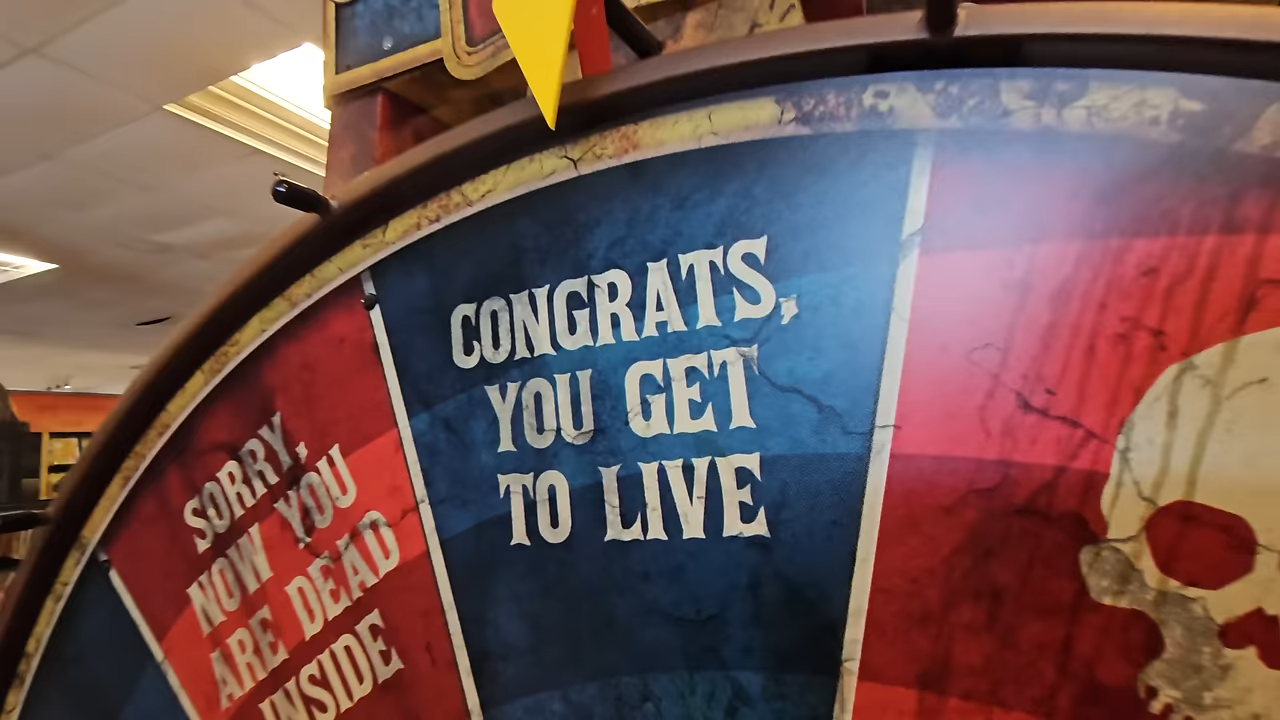 CONGRATS,
YOU GET
TO LIVE
SORRY,
NOW YOU
ARE DEAD
INSIDE